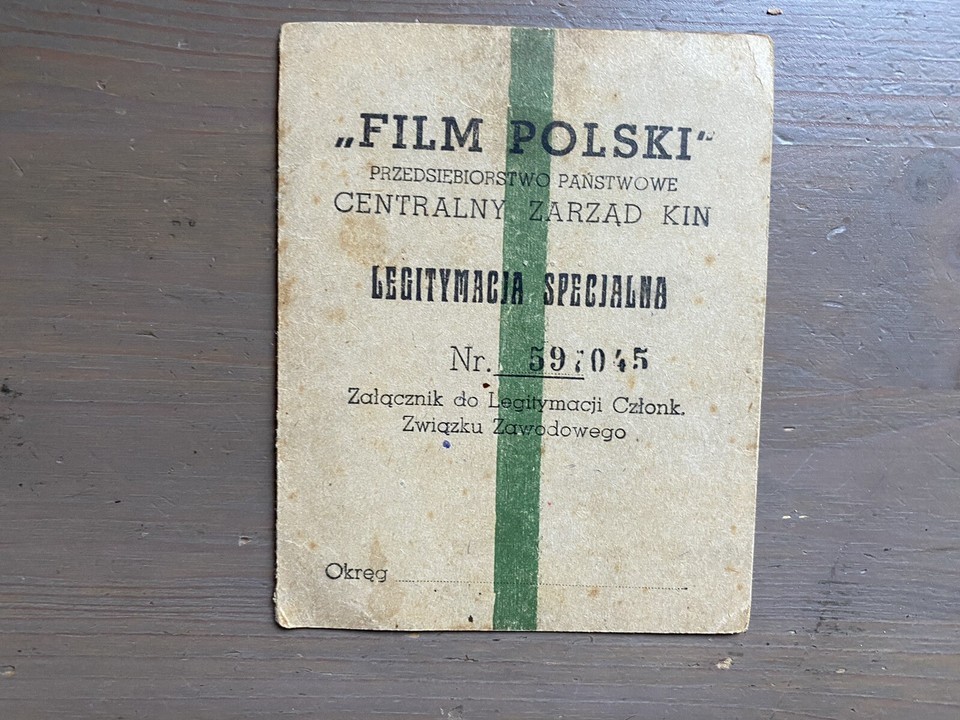 „FILM POLSKI"
PRZEDSIĘBIORSTWO PAŃSTWOWE
CENTRALNY ZARZĄD KIN
LEGITYMACJA SPECJALNA
Nr. 597045
Załącznik do Legitymacji Członk.
Związku Zawodowego
Okręg